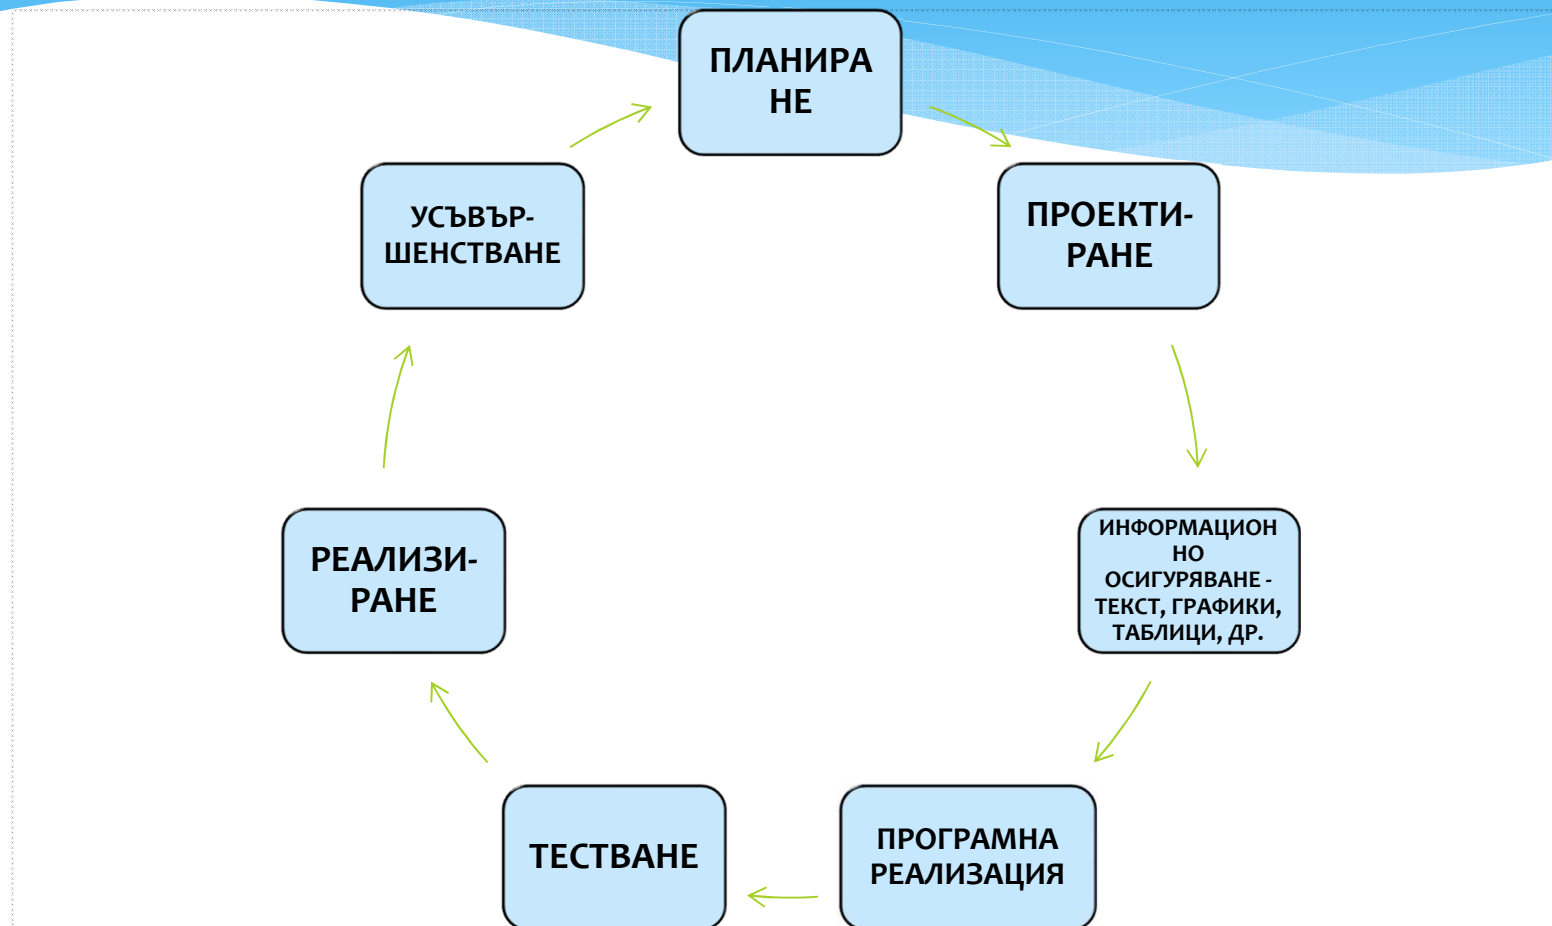 ПЛАНИРА
НЕ
ПРОЕКТИ-
РАНЕ
ИНФОРМАЦИОН
НО
ОСИГУРЯВАНЕ -
ТЕКСТ, ГРАФИКИ,
ТАБЛИЦИ, ДР.
ПРОГРАМНА
РЕАЛИЗАЦИЯ
ТЕСТВАНЕ
РЕАЛИЗИ-
РАНЕ
УСЪВЪР-
ШЕНСТВАНЕ